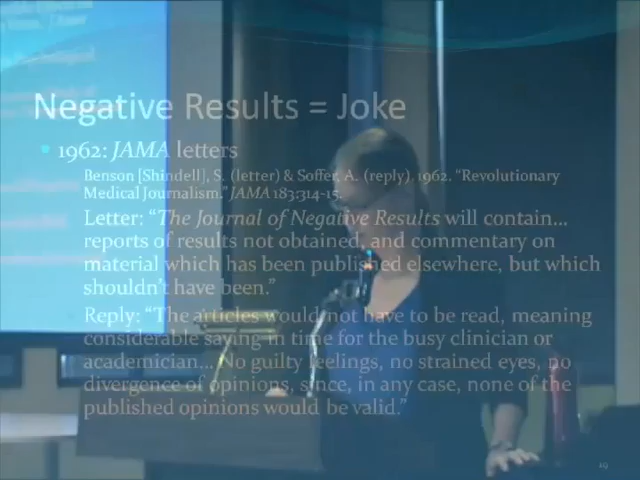 Negative Results = Joke
1962: JAMA letters
Benson [Shindell], S. (letter) & Soffer, A. (reply). 1962. "Revolutionary
Medical Journalism." JAMA 183:314-15.
Letter: "The Journal of Negative Results will contain…
reports of results not obtained, and commentary on
material which has been published elsewhere, but which
shouldn't have been."
Reply: "The articles would not have to be read, meaning
considerable saving in time for the busy clinician or
academician… No guilty feelings, no strained eyes, no
divergence of opinions, since, in any case, none of the
published opinions would be valid."
19